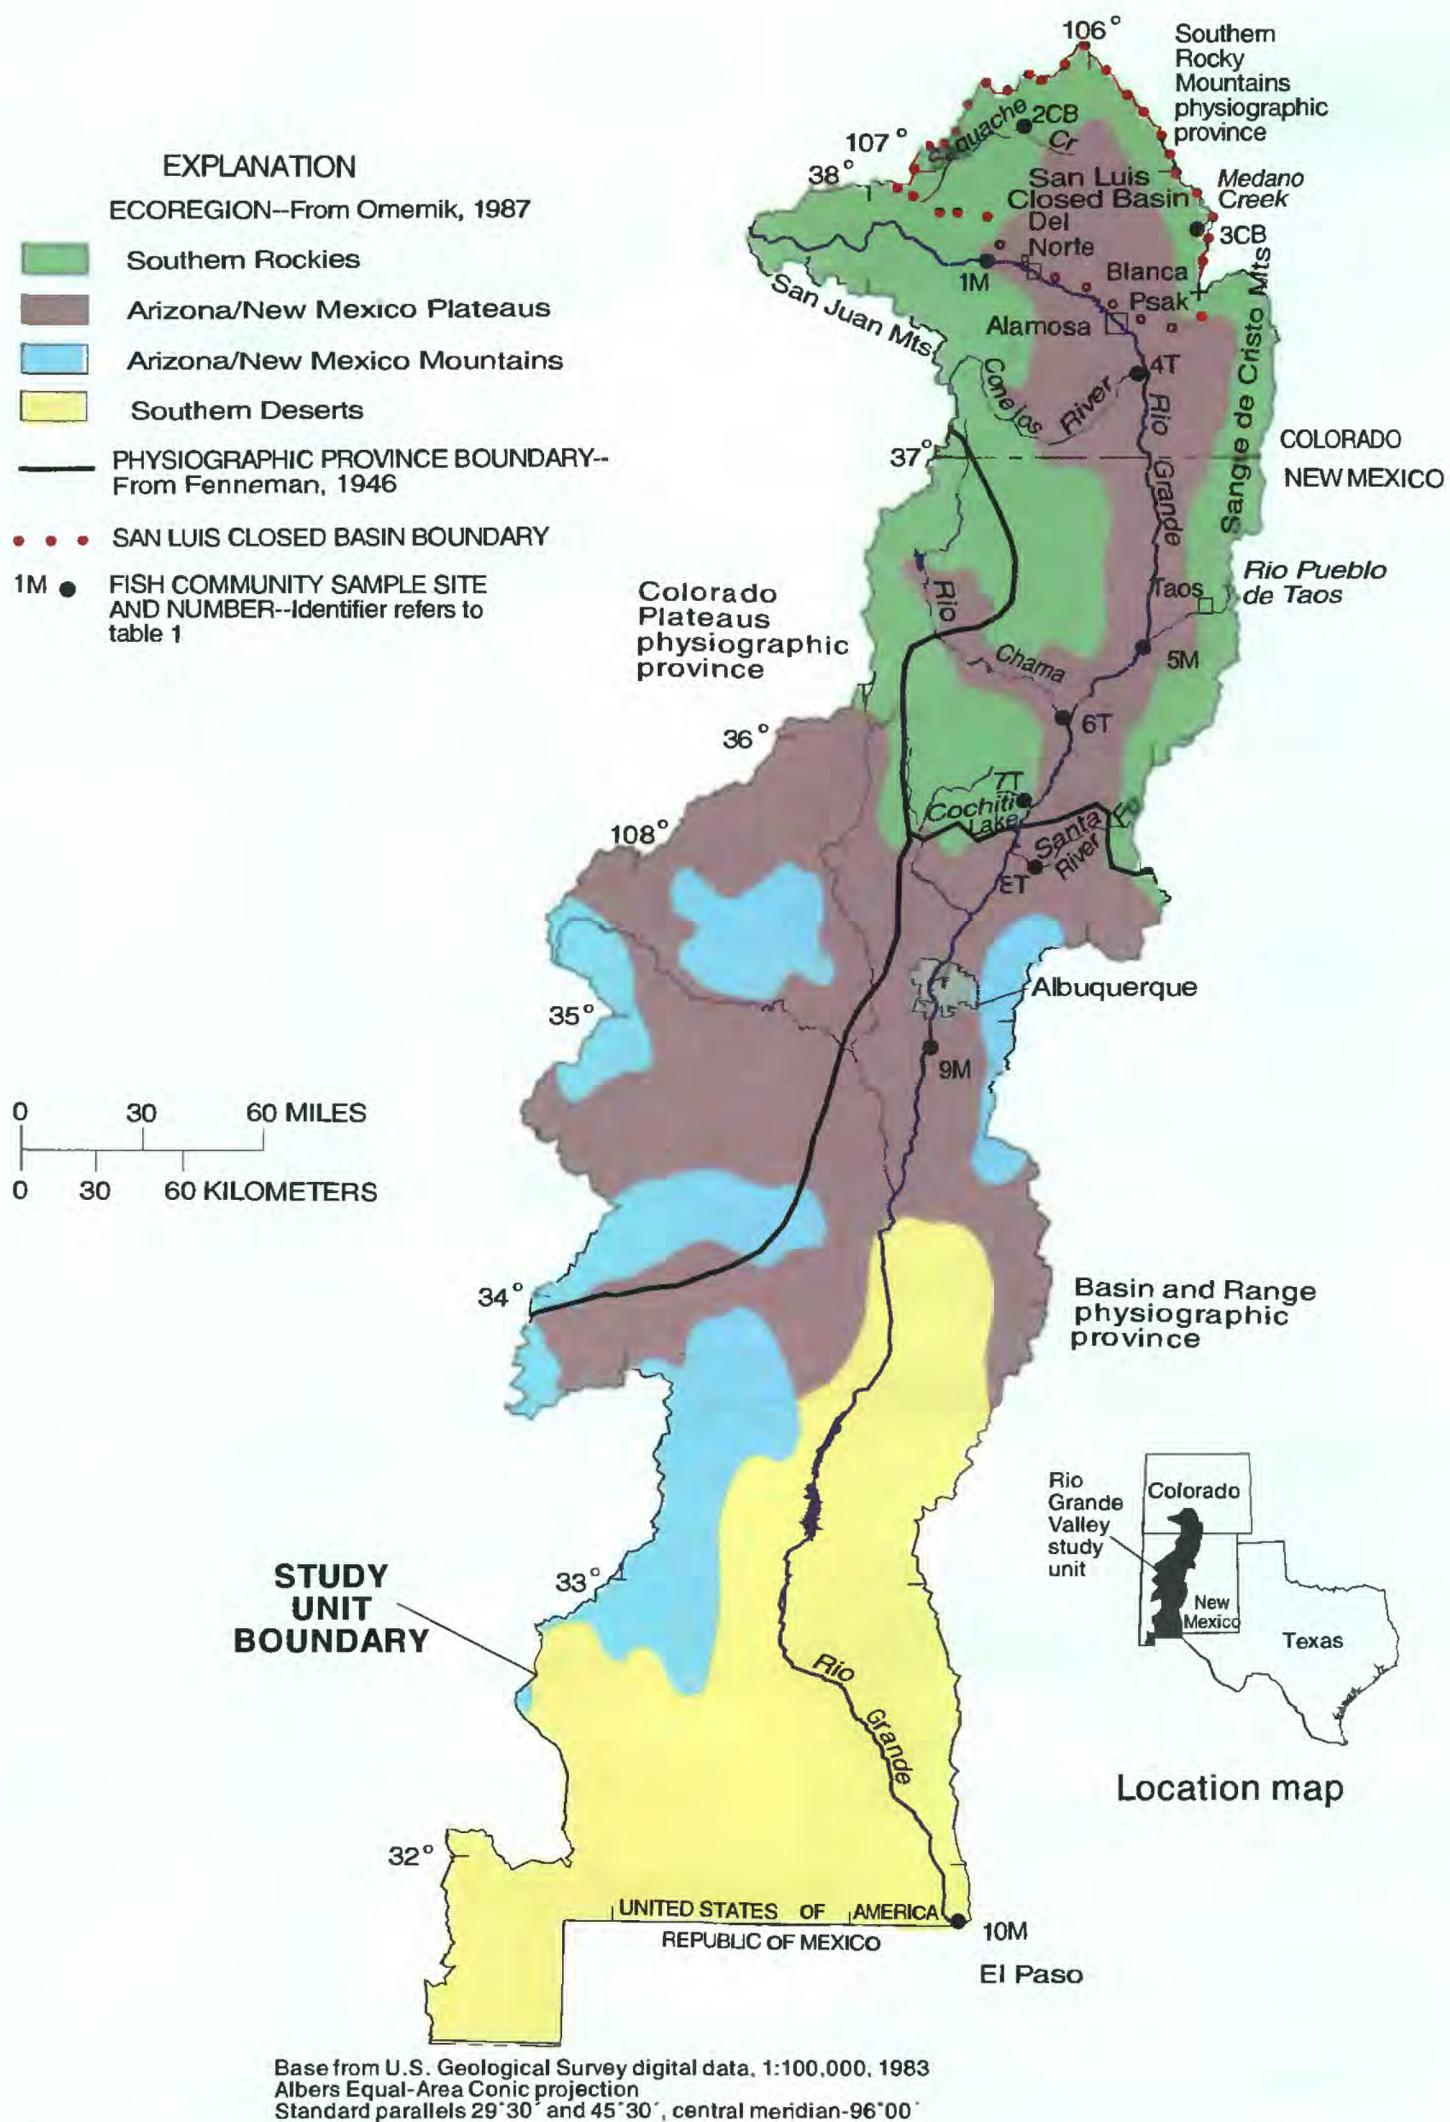 106°
Southern
Rocky
Mountains
physiographic
province
107°
38°
Saquache
Cr
2CB
San Luis
Closed Basin
Medano
Creek
3CB
Del
Norte
1M
Blanca
Psak
Alamosa
San Juan Mts
Conejos
River
4T
Rio
Grande
Sangre de Cristo Mts
37°
COLORADO
NEW MEXICO
EXPLANATION
ECOREGION--From Omernik, 1987
Southern Rockies
Arizona/New Mexico Plateaus
Arizona/New Mexico Mountains
Southern Deserts
PHYSIOGRAPHIC PROVINCE BOUNDARY--
From Fenneman, 1946
SAN LUIS CLOSED BASIN BOUNDARY
1M
FISH COMMUNITY SAMPLE SITE
AND NUMBER--Identifier refers to
table 1
Colorado
Plateaus
physiographic
province
Rio
Chama
Taos
Rio Pueblo
de Taos
5M
6T
36°
7T
Cochiti
Lake
Santa
Fe
River
108°
Albuquerque
35°
9M
0 30 60 MILES
0 30 60 KILOMETERS
34°
Basin and Range
physiographic
province
STUDY
UNIT
BOUNDARY
33°
Rio
Grande
Rio
Grande
Valley
study
unit
Colorado
New
Mexico
Texas
Location map
32°
UNITED STATES OF AMERICA
REPUBLIC OF MEXICO
10M
El Paso
Base from U.S. Geological Survey digital data, 1:100,000, 1983
Albers Equal-Area Conic projection
Standard parallels 29°30´ and 45°30´, central meridian-96°00´